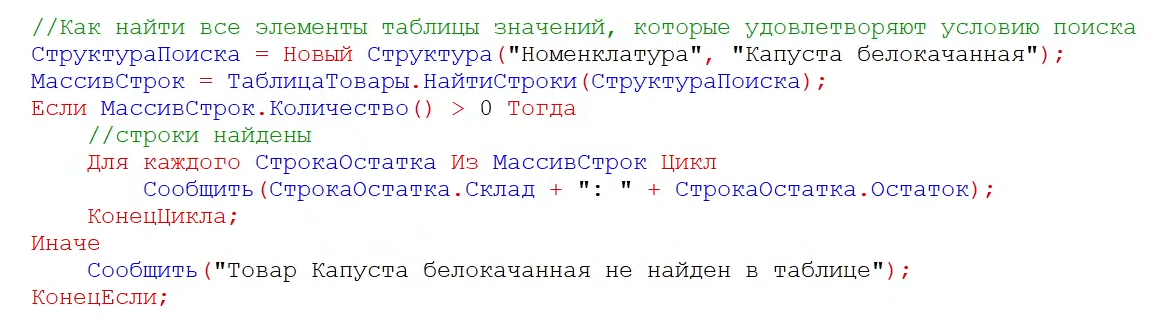 //Как найти все элементы таблицы значений, которые удовлетворяют условию поиска
СтруктураПоиска = Новый Структура("Номенклатура", "Капуста белокачанная");
МассивСтрок = ТаблицаТовары.НайтиСтроки(СтруктураПоиска);
Если МассивСтрок.Количество() > 0 Тогда
    //строки найдены
    Для каждого СтрокаОстатка Из МассивСтрок Цикл
        Сообщить(СтрокаОстатка.Склад + ": " + СтрокаОстатка.Остаток);
    КонецЦикла;
Иначе
    Сообщить("Товар Капуста белокачанная не найден в таблице");
КонецЕсли;